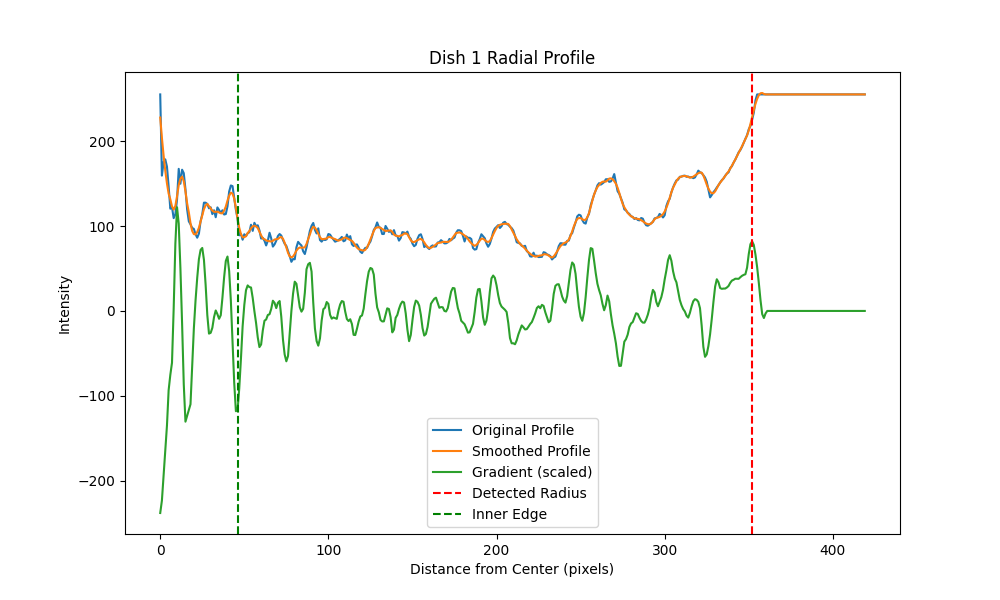 Dish 1 Radial Profile
Intensity
200
100
0
−100
−200
0 100 200 300 400
Distance from Center (pixels)
Original Profile
Smoothed Profile
Gradient (scaled)
Detected Radius
Inner Edge